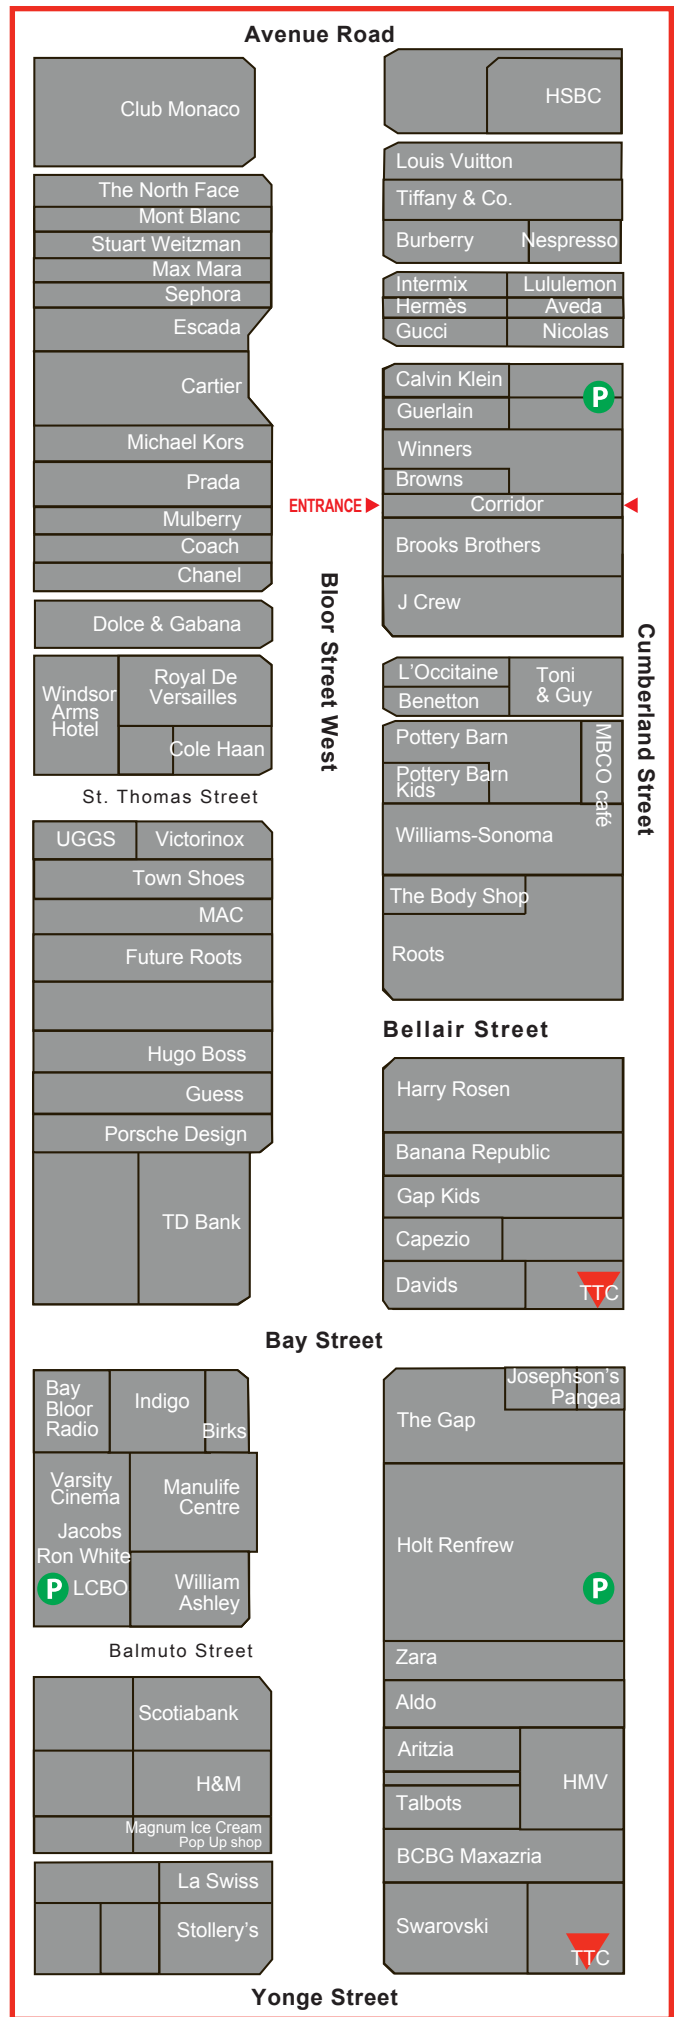 Avenue Road
Club Monaco
The North Face
Mont Blanc
Stuart Weitzman
Max Mara
Sephora
Escada
Cartier
Michael Kors
Prada
Mulberry
Coach
Chanel
Dolce & Gabana
Windsor
Arms
Hotel
Royal De
Versailles
Cole Haan
St. Thomas Street
UGGS
Victorinox
Town Shoes
MAC
Future Roots
Hugo Boss
Guess
Porsche Design
TD Bank
HSBC
Louis Vuitton
Tiffany & Co.
Burberry
Nespresso
Intermix
Lululemon
Hermès
Aveda
Gucci
Nicolas
Calvin Klein
P
Guerlain
Winners
Browns
ENTRANCE
Corridor
Brooks Brothers
J Crew
Bloor Street West
Cumberland Street
L'Occitaine
Benetton
Toni
& Guy
Pottery Barn
Pottery Barn
Kids
MBCO café
Williams-Sonoma
The Body Shop
Roots
Bellair Street
Harry Rosen
Banana Republic
Gap Kids
Capezio
Davids
TTC
Bay Street
Bay
Bloor
Radio
Indigo
Birks
Varsity
Cinema
Jacobs
Ron White
P LCBO
Manulife
Centre
William
Ashley
Balmuto Street
Scotiabank
H&M
Magnum Ice Cream
Pop Up shop
La Swiss
Stollery's
Josephson's
Pangea
The Gap
Holt Renfrew
P
Zara
Aldo
Aritzia
HMV
Talbots
BCBG Maxazria
Swarovski
TTC
Yonge Street